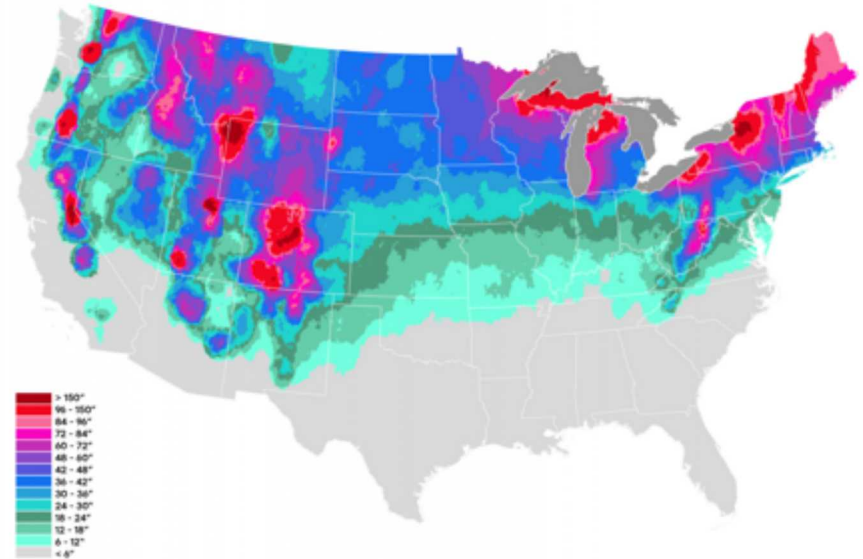 > 150"
96 - 150"
84 - 96"
72 - 84"
60 - 72"
48 - 60"
42 - 48"
36 - 42"
30 - 36"
24 - 30"
18 - 24"
12 - 18"
6 - 12"
< 6"